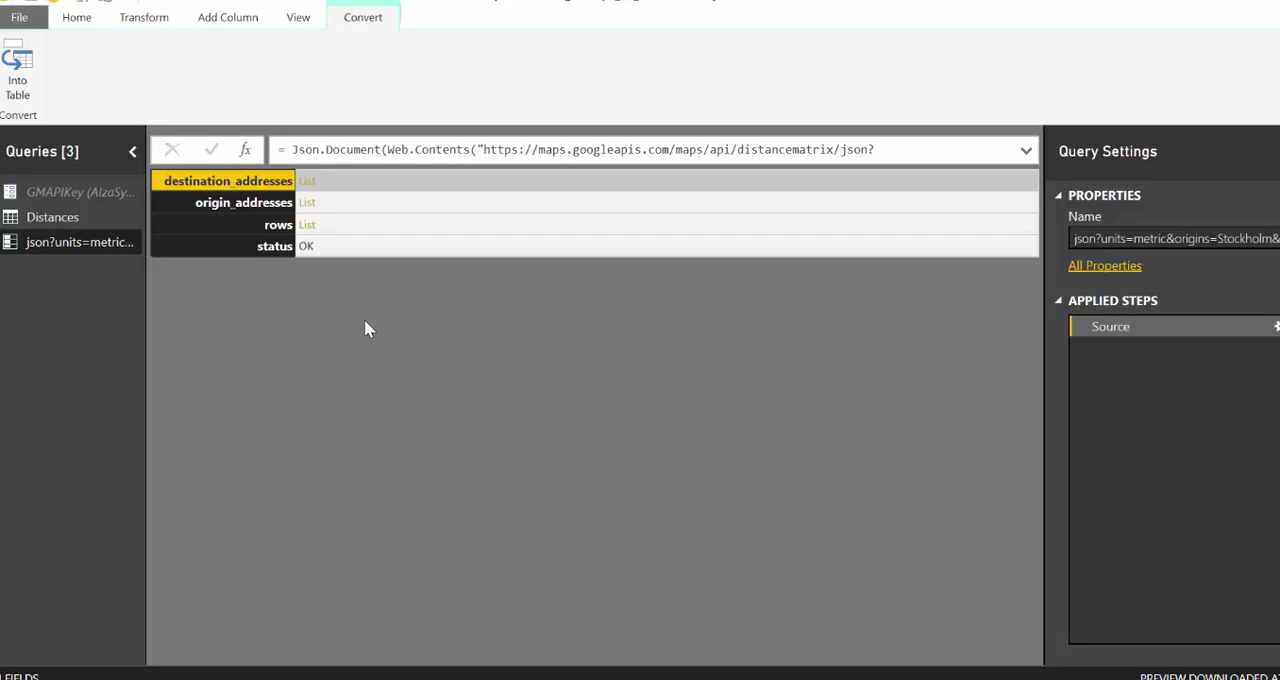 File
Home
Transform
Add Column
View
Convert
Into
Table
Convert
Queries [3]
= Json.Document(Web.Contents("https://maps.googleapis.com/maps/api/distancematrix/json?
Query Settings
destination_addresses List
origin_addresses List
rows List
status OK
GMAPIKey (AlzaSy...
Distances
json?units=metric...
PROPERTIES
Name
json?units=metric&origins=Stockholm&
All Properties
APPLIED STEPS
Source
FIELDS
PREVIEW DOWNLOADED A